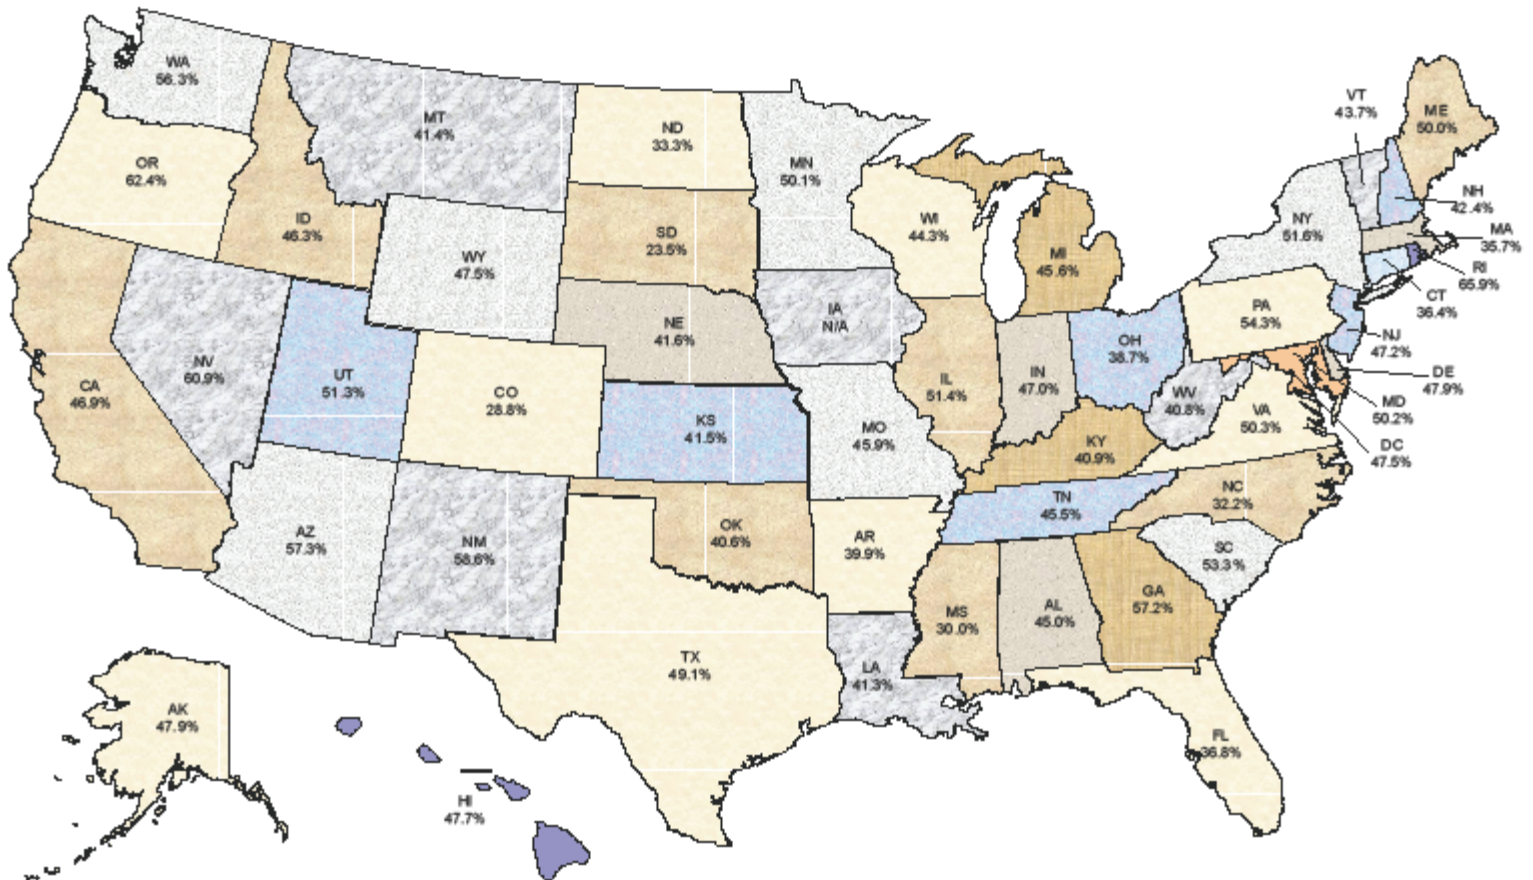 WA
56.3%
MT
41.4%
ND
33.3%
MN
50.1%
VT
43.7%
ME
50.0%
OR
62.4%
ID
46.3%
SD
23.5%
WI
44.3%
NH
42.4%
NY
51.6%
MA
35.7%
WY
47.5%
MI
45.6%
RI
65.9%
CT
36.4%
IA
N/A
NE
41.6%
PA
54.3%
NJ
47.2%
OH
38.7%
NV
60.9%
UT
51.3%
CA
46.9%
CO
28.8%
IL
51.4%
IN
47.0%
DE
47.9%
WV
40.8%
MD
50.2%
VA
50.3%
KS
41.5%
MO
45.9%
KY
40.9%
DC
47.5%
AZ
57.3%
NM
58.6%
OK
40.6%
AR
39.9%
TN
45.5%
NC
32.2%
SC
53.3%
MS
30.0%
AL
45.0%
GA
57.2%
TX
49.1%
LA
41.3%
AK
47.9%
FL
36.8%
HI
47.7%